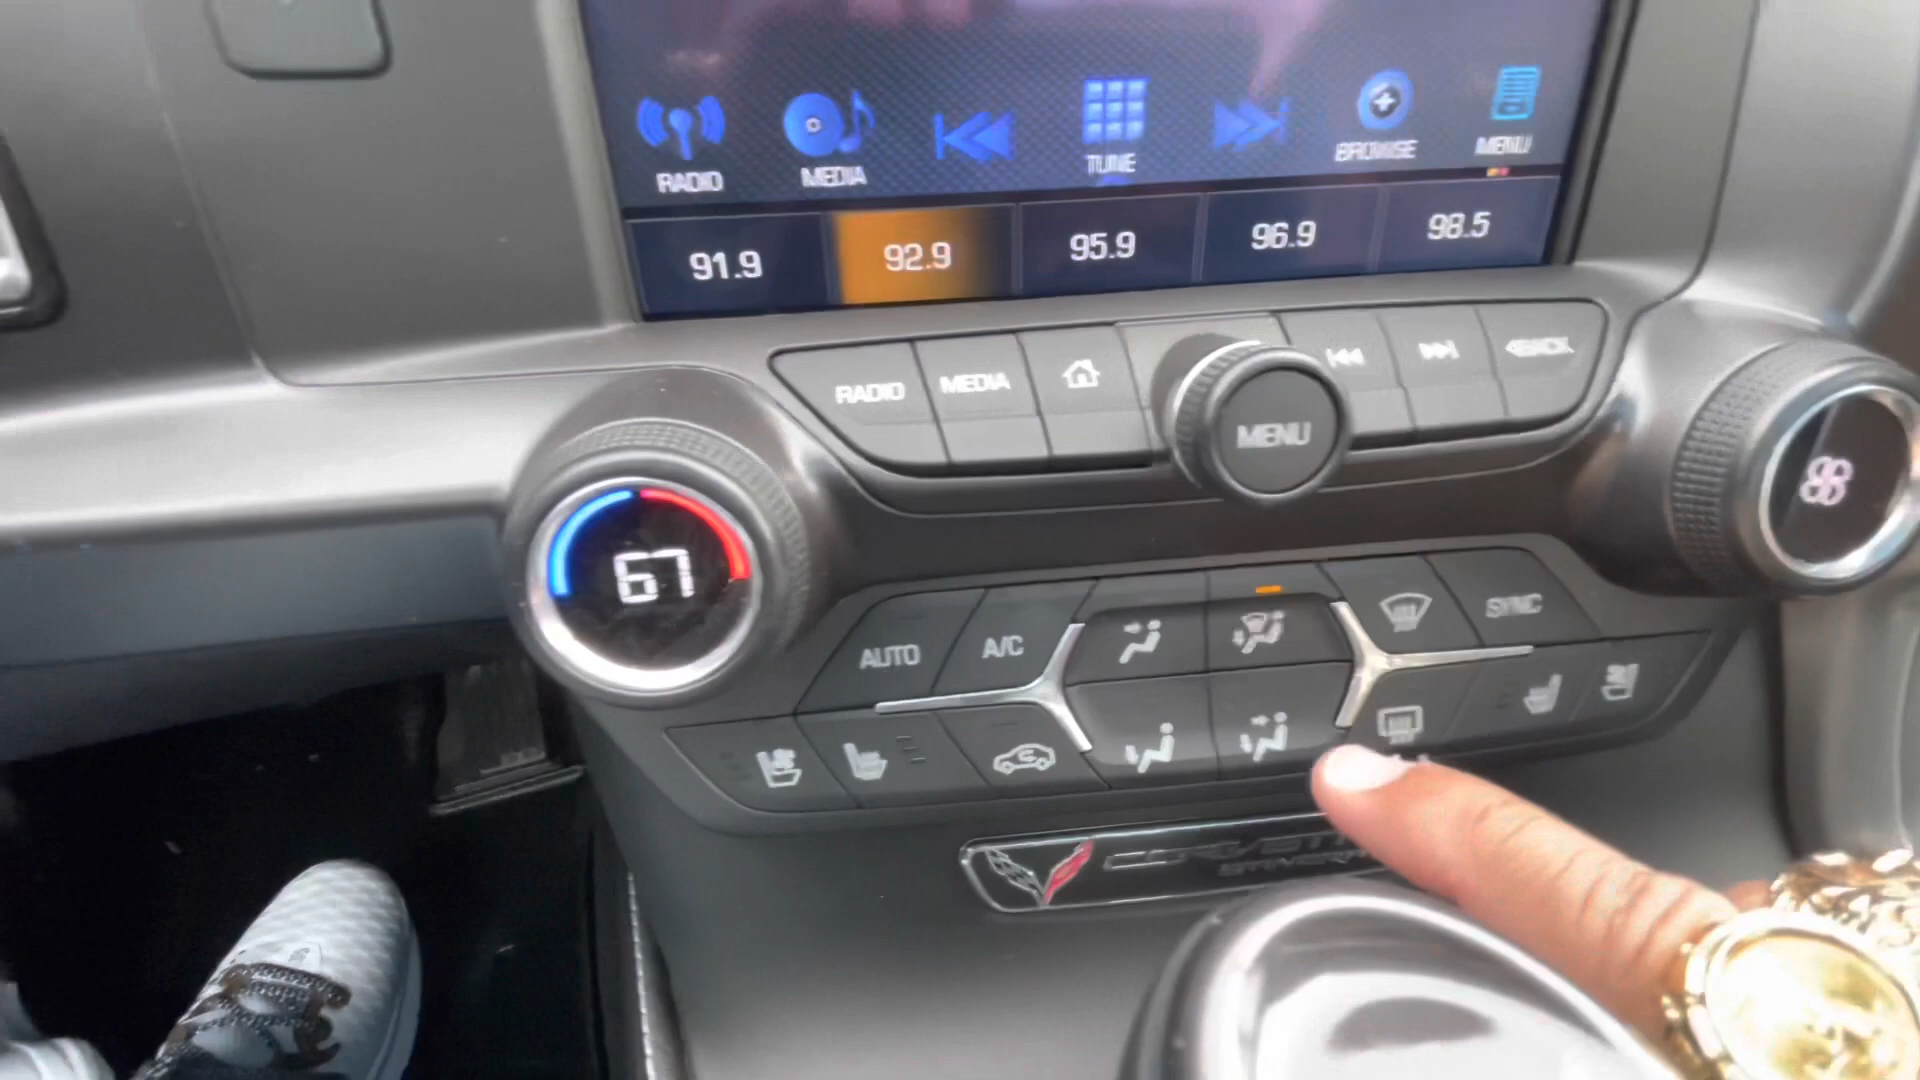 RADIO MEDIA TUNE BROWSE MENU
91.9 92.9 95.9 96.9 98.5
RADIO MEDIA MENU BACK
67
AUTO A/C SYNC
CORVETTE